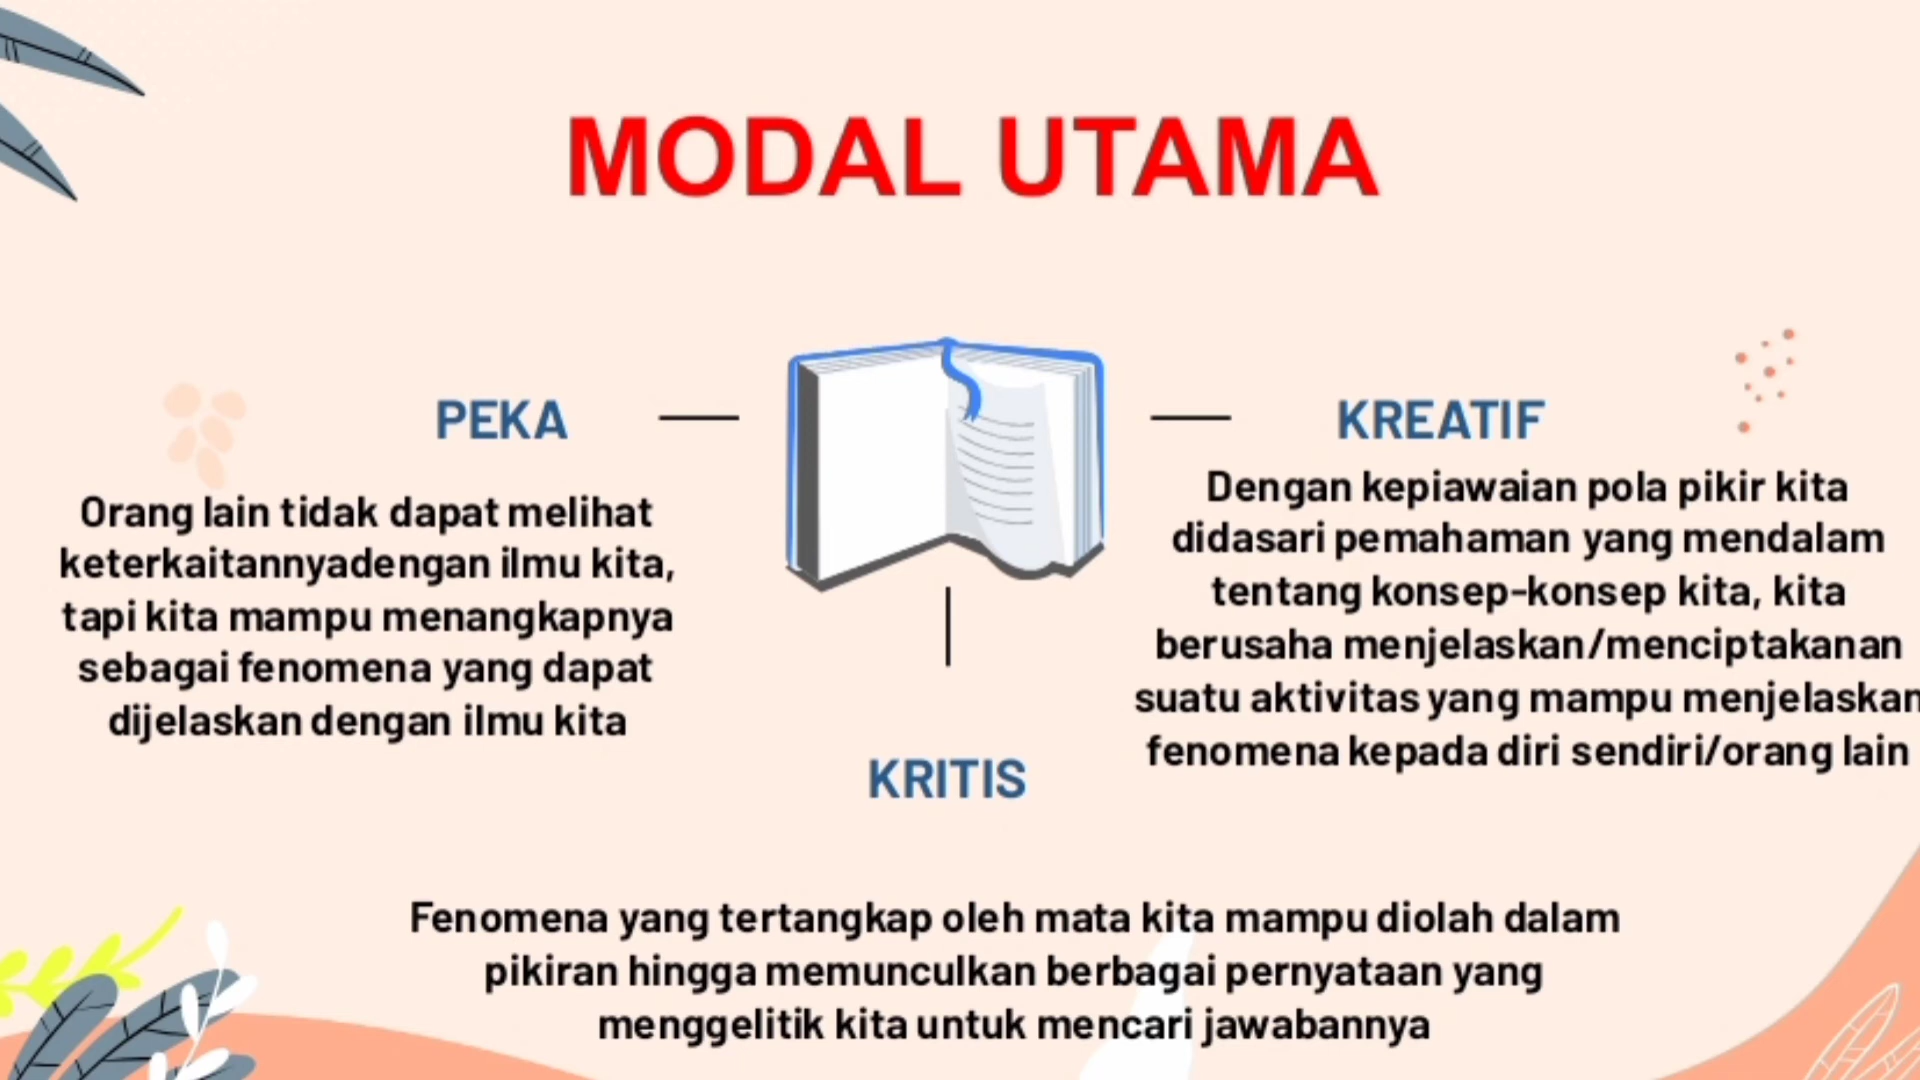 MODAL UTAMA
PEKA
Orang lain tidak dapat melihat
keterkaitannyadengan ilmu kita,
tapi kita mampu menangkapnya
sebagai fenomena yang dapat
dijelaskan dengan ilmu kita
KREATIF
Dengan kepiawaian pola pikir kita
didasari pemahaman yang mendalam
tentang konsep-konsep kita, kita
berusaha menjelaskan/menciptakanan
suatu aktivitas yang mampu menjelaskan
fenomena kepada diri sendiri/orang lain
KRITIS
Fenomena yang tertangkap oleh mata kita mampu diolah dalam
pikiran hingga memunculkan berbagai pernyataan yang
menggelitik kita untuk mencari jawabannya